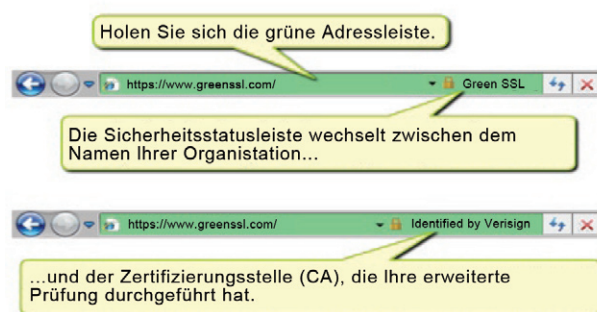 Holen Sie sich die grüne Adressleiste.
https://www.greenssl.com/ Green SSL
Die Sicherheitsstatusleiste wechselt zwischen dem
Namen Ihrer Organistation...
https://www.greenssl.com/ Identified by Verisign
...und der Zertifizierungsstelle (CA), die Ihre erweiterte
Prüfung durchgeführt hat.